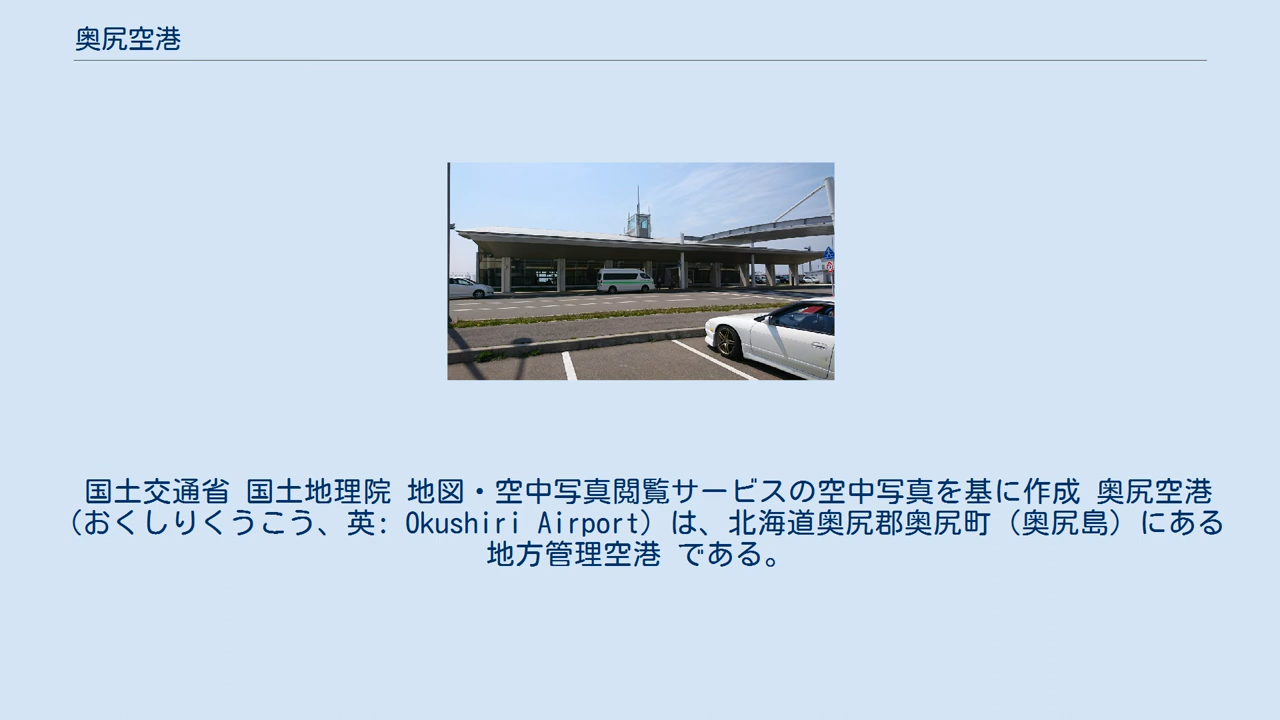 奥尻空港
国土交通省 国土地理院 地図・空中写真閲覧サービスの空中写真を基に作成 奥尻空港
（おくしりくうこう、英: Okushiri Airport）は、北海道奥尻郡奥尻町（奥尻島）にある
地方管理空港 である。